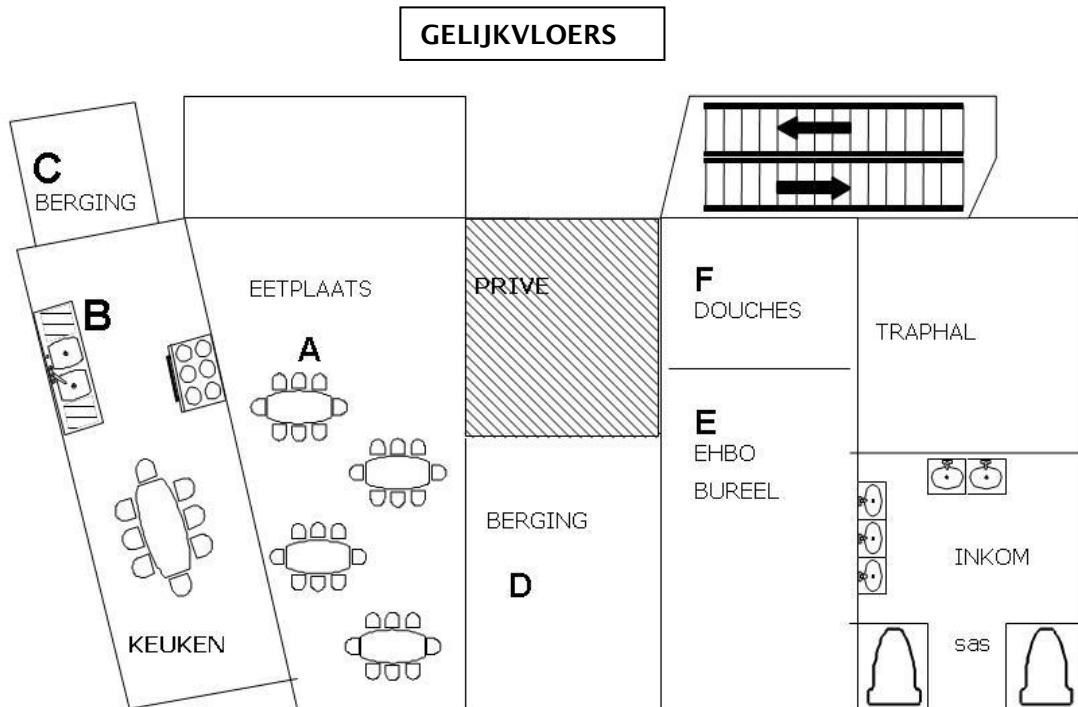 GELIJKVLOERS
C
BERGING
B
KEUKEN
EETPLAATS
A
PRIVE
BERGING
D
F
DOUCHES
E
EHBO
BUREEL
TRAPHAL
INKOM
sas